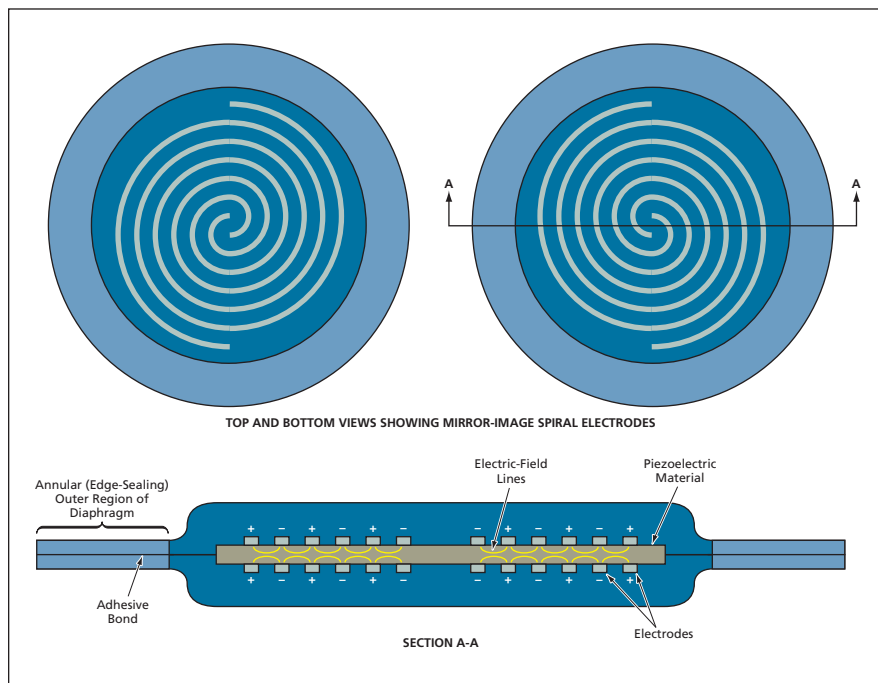 A A
TOP AND BOTTOM VIEWS SHOWING MIRROR-IMAGE SPIRAL ELECTRODES
Annular (Edge-Sealing)
Outer Region of
Diaphragm
Electric-Field
Lines
Piezoelectric
Material
+ – + – + – – + – + – +
+ – + – + – – + – + – +
Adhesive
Bond
Electrodes
SECTION A-A